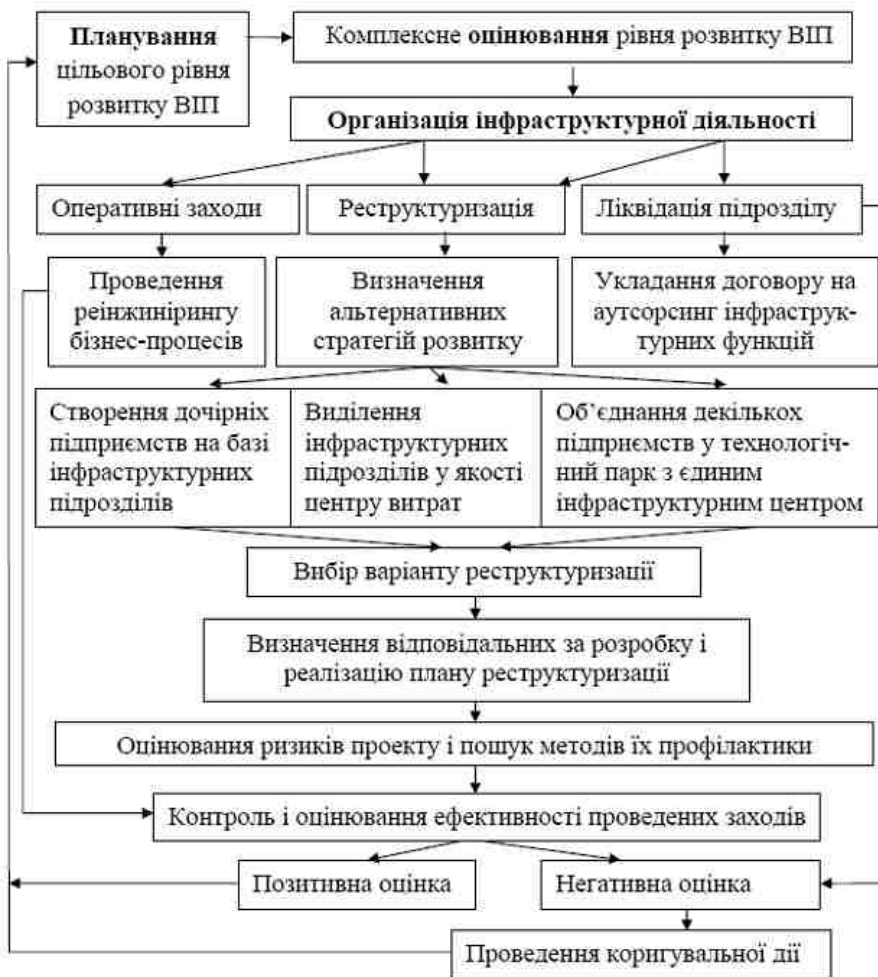 Планування
цільового рівня
розвитку ВІП
Комплексне оцінювання рівня розвитку ВІП
Організація інфраструктурної діяльності
Оперативні заходи
Реструктуризація
Ліквідація підрозділу
Проведення
реінжинірингу
бізнес-процесів
Визначення
альтернативних
стратегій розвитку
Укладання договору на
аутсорсинг інфраструк-
турних функцій
Створення дочірніх
підприємств на базі
інфраструктурних
підрозділів
Виділення
інфраструктурних
підрозділів у якості
центру витрат
Об’єднання декількох
підприємств у технологіч-
ний парк з єдиним
інфраструктурним центром
Вибір варіанту реструктуризації
Визначення відповідальних за розробку і
реалізацію плану реструктуризації
Оцінювання ризиків проекту і пошук методів їх профілактики
Контроль і оцінювання ефективності проведених заходів
Позитивна оцінка
Негативна оцінка
Проведення коригувальної дії